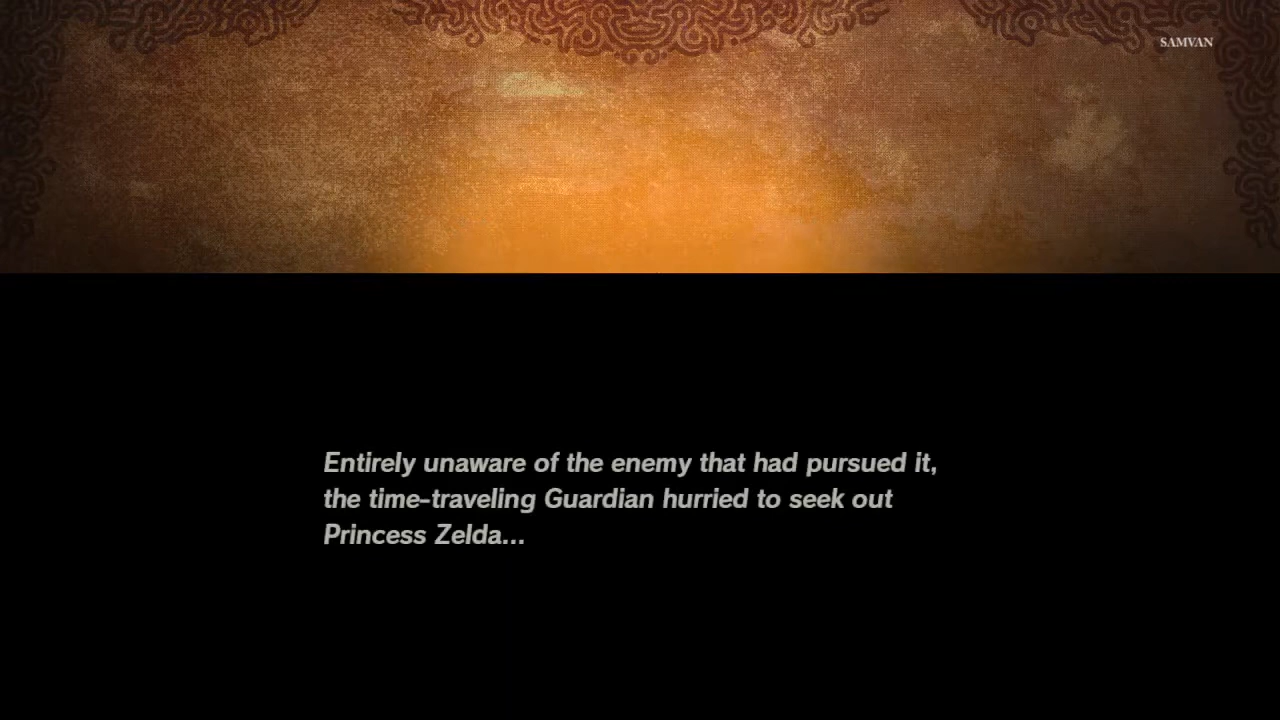 SAMVAN
Entirely unaware of the enemy that had pursued it,
the time-traveling Guardian hurried to seek out
Princess Zelda...